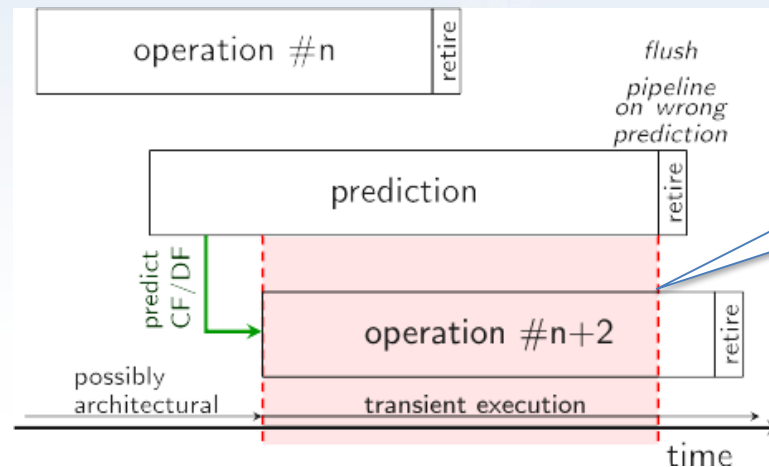 operation #n
retire
flush
pipeline
on wrong
prediction
prediction
retire
predict
CF/DF
operation #n+2
retire
possibly
architectural
transient execution
time